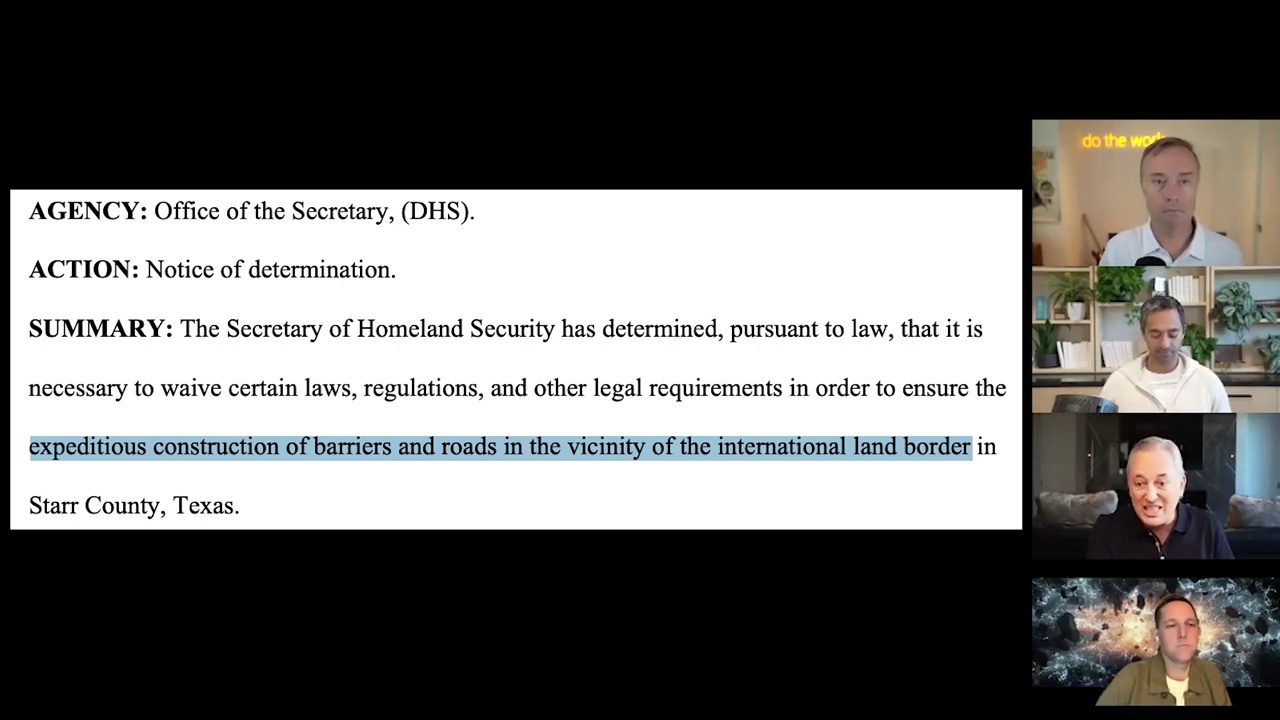 AGENCY: Office of the Secretary, (DHS).
ACTION: Notice of determination.
SUMMARY: The Secretary of Homeland Security has determined, pursuant to law, that it is
necessary to waive certain laws, regulations, and other legal requirements in order to ensure the
expeditious construction of barriers and roads in the vicinity of the international land border in
Starr County, Texas.
do the work